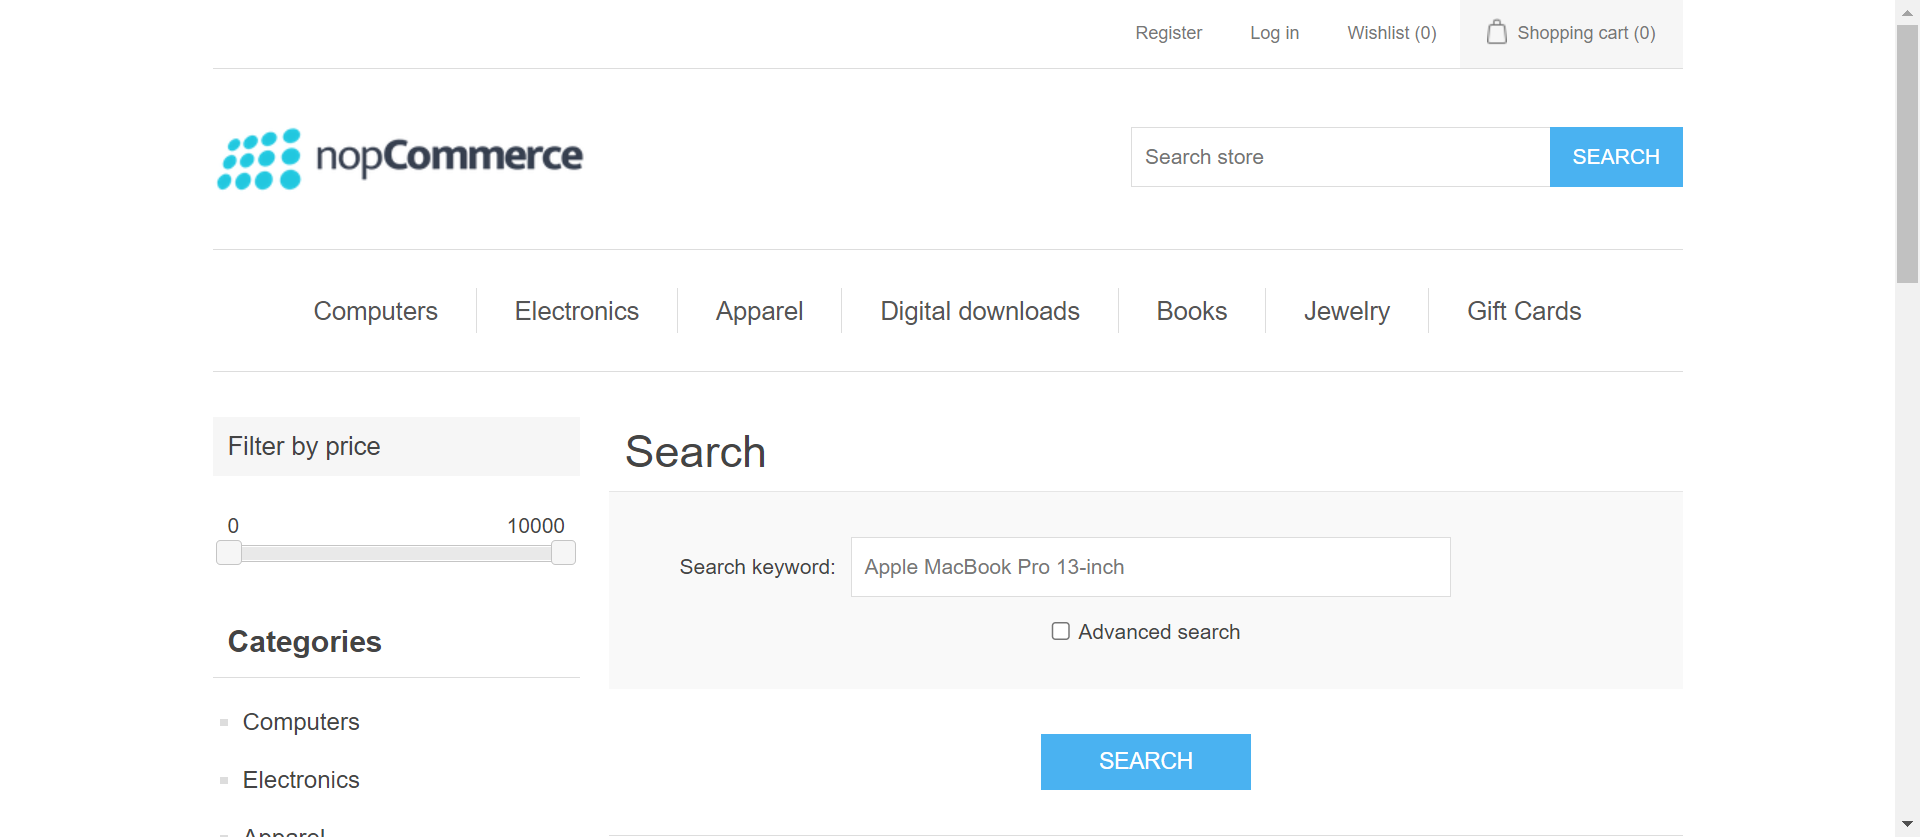 Register Log in Wishlist (0) Shopping cart (0)
nopCommerce
Search store SEARCH
Computers Electronics Apparel Digital downloads Books Jewelry Gift Cards
Filter by price
0 10000
Categories
Computers
Electronics
Apparel
Search
Search keyword: Apple MacBook Pro 13-inch
Advanced search
SEARCH